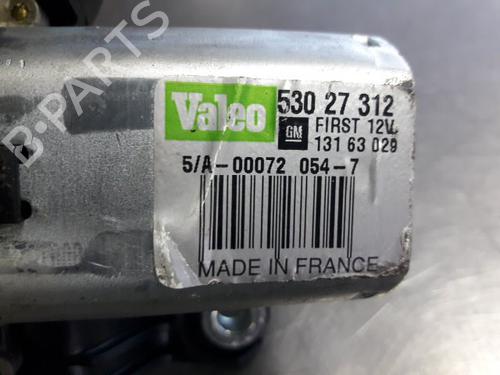 B-PARTS
Valeo
530 27 312
GM
FIRST 12V.
131 63 029
5/A-00072 054-7
MADE IN FRANCE